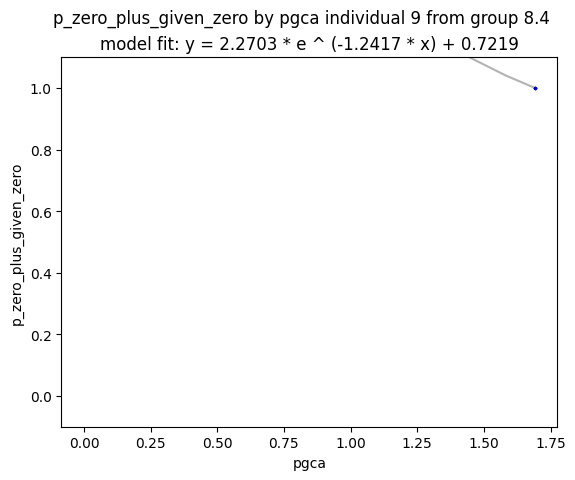 p_zero_plus_given_zero by pgca individual 9 from group 8.4
model fit: y = 2.2703 * e ^ (-1.2417 * x) + 0.7219
1.0
0.8
0.6
0.4
0.2
0.0
p_zero_plus_given_zero
0.00 0.25 0.50 0.75 1.00 1.25 1.50 1.75
pgca